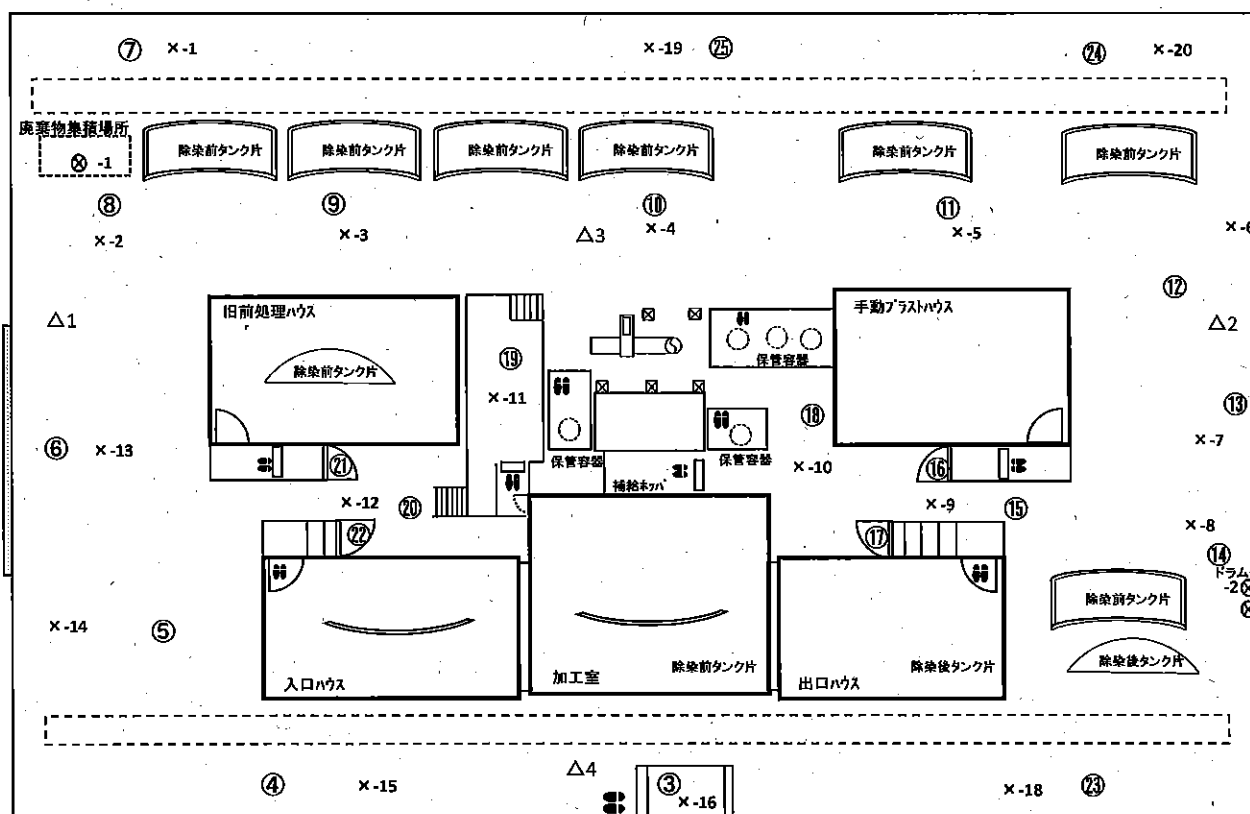 ⑦ ×-1 ×-19 ㉕ ㉔ ×-20
廃棄物集積場所
⊗ -1
除染前タンク片 除染前タンク片 除染前タンク片 除染前タンク片 除染前タンク片 除染前タンク片
⑧ ⑨ ⑩ ⑪
×-2 ×-3 △3 ×-4 ×-5 ×-6
⑫
旧前処理ハウス 手動ブラストハウス
△1 △2
⑲ 保管容器
除染前タンク片
×-11 ⑱ ⑬
⑥ ×-13 ×-7
保管容器 保管容器
㉑ ×-10 ⑯
補給ホッパ
×-12 ⑳ ×-9 ⑮
㉒ ⑰ ×-8
⑭
ドラム
-2⊗
除染前タンク片
×-14 ⑤
除染前タンク片 除染後タンク片 除染後タンク片
入口ハウス 加工室 出口ハウス
④ ×-15 △4 ③ ×-16 ×-18 ㉓